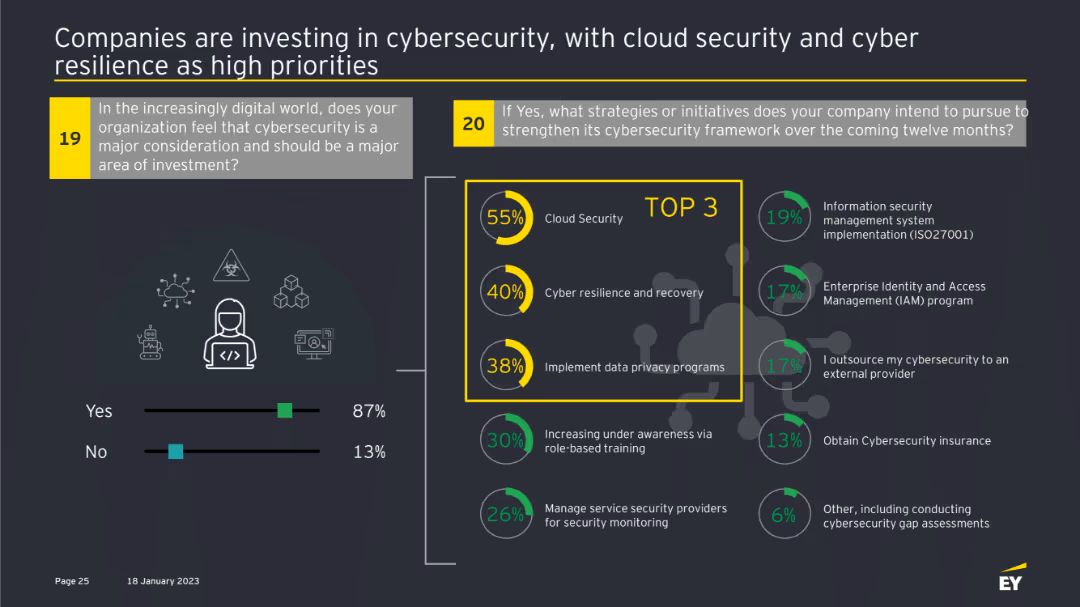 Companies are investing in cybersecurity, with cloud security and cyber
resilience as high priorities
19
In the increasingly digital world, does your
organization feel that cybersecurity is a
major consideration and should be a major
area of investment?
Yes
87%
No
13%
20
If Yes, what strategies or initiatives does your company intend to pursue to
strengthen its cybersecurity framework over the coming twelve months?
TOP 3
55%
Cloud Security
40%
Cyber resilience and recovery
38%
Implement data privacy programs
30%
Increasing under awareness via
role-based training
26%
Manage service security providers
for security monitoring
19%
Information security
management system
implementation (ISO27001)
17%
Enterprise Identity and Access
Management (IAM) program
17%
I outsource my cybersecurity to an
external provider
13%
Obtain Cybersecurity insurance
6%
Other, including conducting
cybersecurity gap assessments
Page 25
18 January 2023
EY